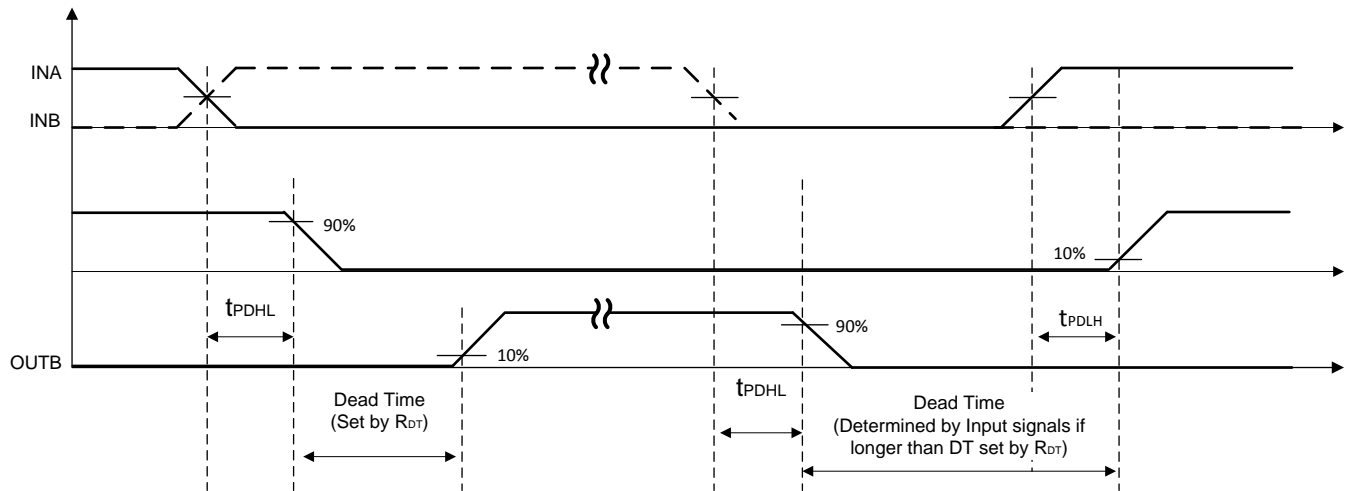 INA
INB
90%
10%
tPDHL
tPDLH
90%
10%
OUTB
tPDHL
Dead Time
(Set by RDT)
Dead Time
(Determined by Input signals if
longer than DT set by RDT)